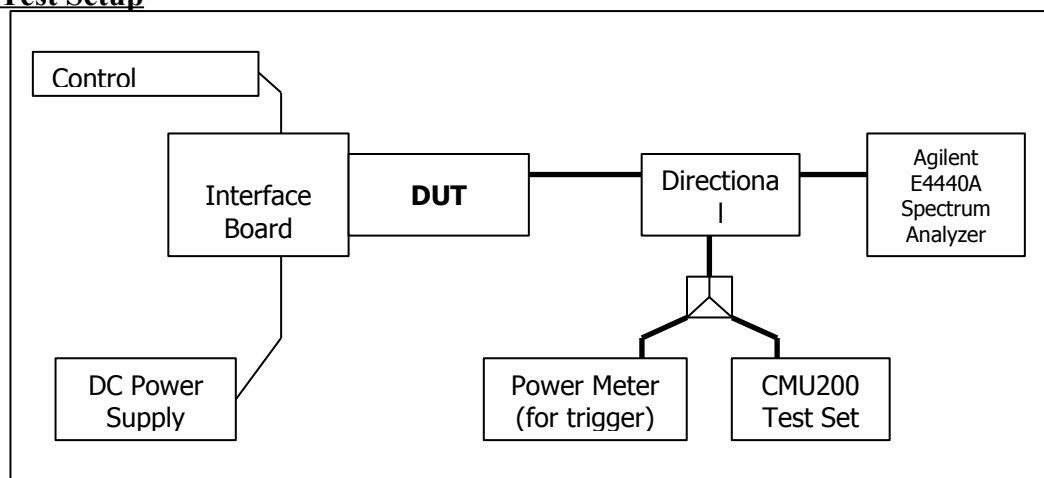 Test Setup
Control
Interface
Board
DUT
Directiona
l
Agilent
E4440A
Spectrum
Analyzer
DC Power
Supply
Power Meter
(for trigger)
CMU200
Test Set